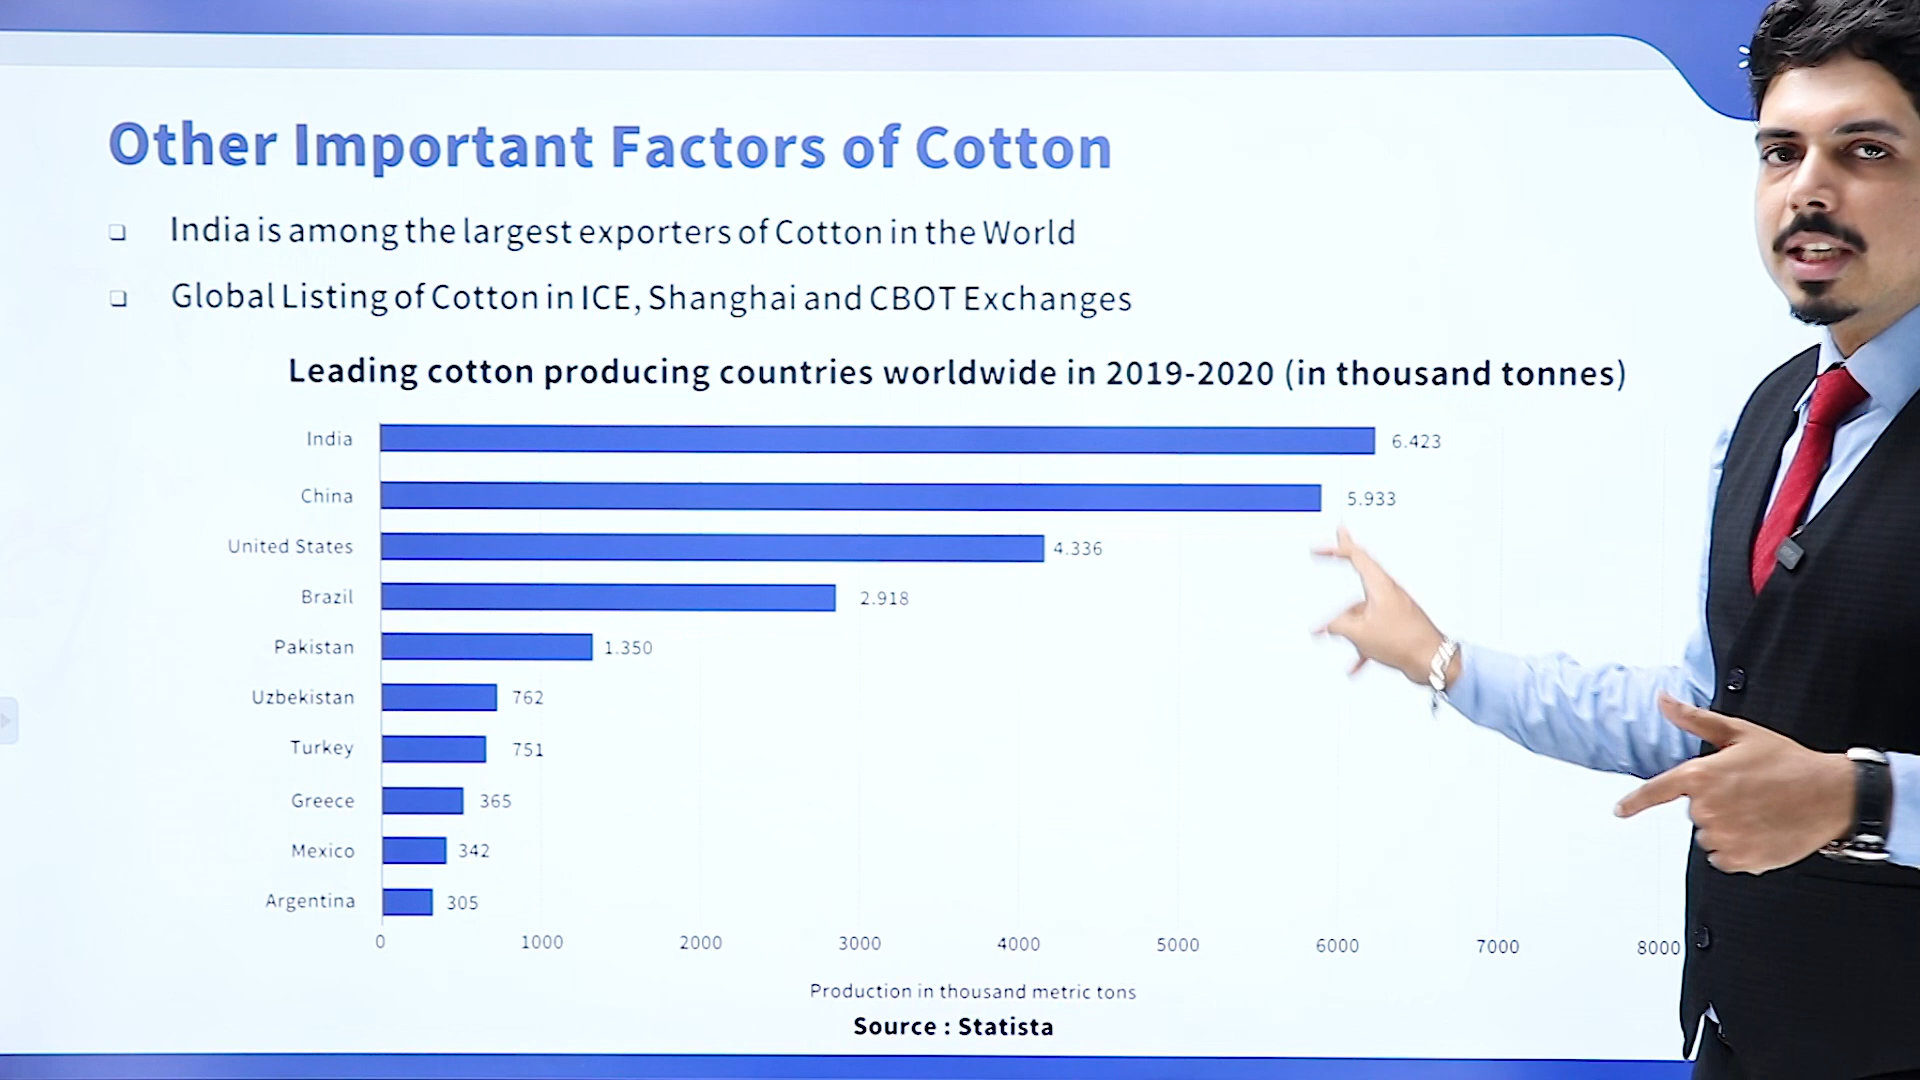 Other Important Factors of Cotton
❏ India is among the largest exporters of Cotton in the World
❏ Global Listing of Cotton in ICE, Shanghai and CBOT Exchanges
Leading cotton producing countries worldwide in 2019-2020 (in thousand tonnes)
India 6.423
China 5.933
United States 4.336
Brazil 2.918
Pakistan 1.350
Uzbekistan 762
Turkey 751
Greece 365
Mexico 342
Argentina 305
0 1000 2000 3000 4000 5000 6000 7000 8000
Production in thousand metric tons
Source : Statista